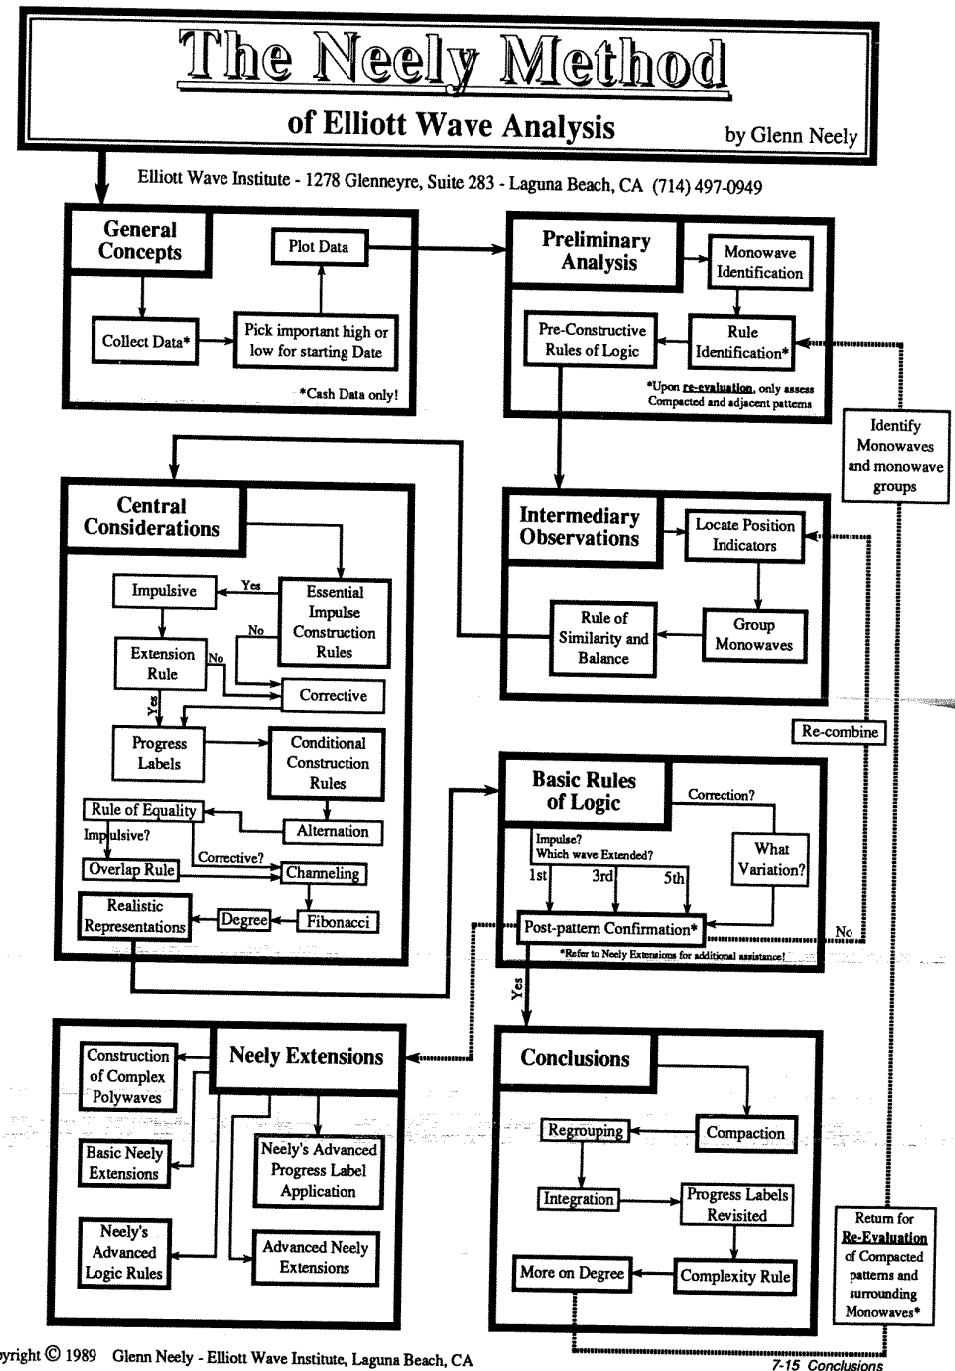 The Neely Method
of Elliott Wave Analysis
by Glenn Neely
Elliott Wave Institute - 1278 Glenneyre, Suite 283 - Laguna Beach, CA (714) 497-0949
General
Concepts
Plot Data
Collect Data*
Pick important high or
low for starting Date
*Cash Data only!
Preliminary
Analysis
Monowave
Identification
Pre-Constructive
Rules of Logic
Rule
Identification*
*Upon re-evaluation, only assess
Compacted and adjacent patterns
Identify
Monowaves
and monowave
groups
Central
Considerations
Impulsive
Yes
Essential
Impulse
Construction
Rules
No
Extension
Rule
No
Corrective
Yes
Progress
Labels
Conditional
Construction
Rules
Rule of Equality
Alternation
Impulsive?
Corrective?
Overlap Rule
Channeling
Realistic
Representations
Degree
Fibonacci
Intermediary
Observations
Locate Position
Indicators
Rule of
Similarity and
Balance
Group
Monowaves
Re-combine
Basic Rules
of Logic
Correction?
Impulse?
Which wave Extended?
1st
3rd
5th
What
Variation?
Post-pattern Confirmation*
No
*Refer to Neely Extensions for additional assistance!
Yes
Neely Extensions
Construction
of Complex
Polywaves
Basic Neely
Extensions
Neely's Advanced
Progress Label
Application
Neely's
Advanced
Logic Rules
Advanced Neely
Extensions
Conclusions
Regrouping
Compaction
Integration
Progress Labels
Revisited
More on Degree
Complexity Rule
Return for
Re-Evaluation
of Compacted
patterns and
surrounding
Monowaves*
pyright © 1989 Glenn Neely - Elliott Wave Institute, Laguna Beach, CA
7-15 Conclusions